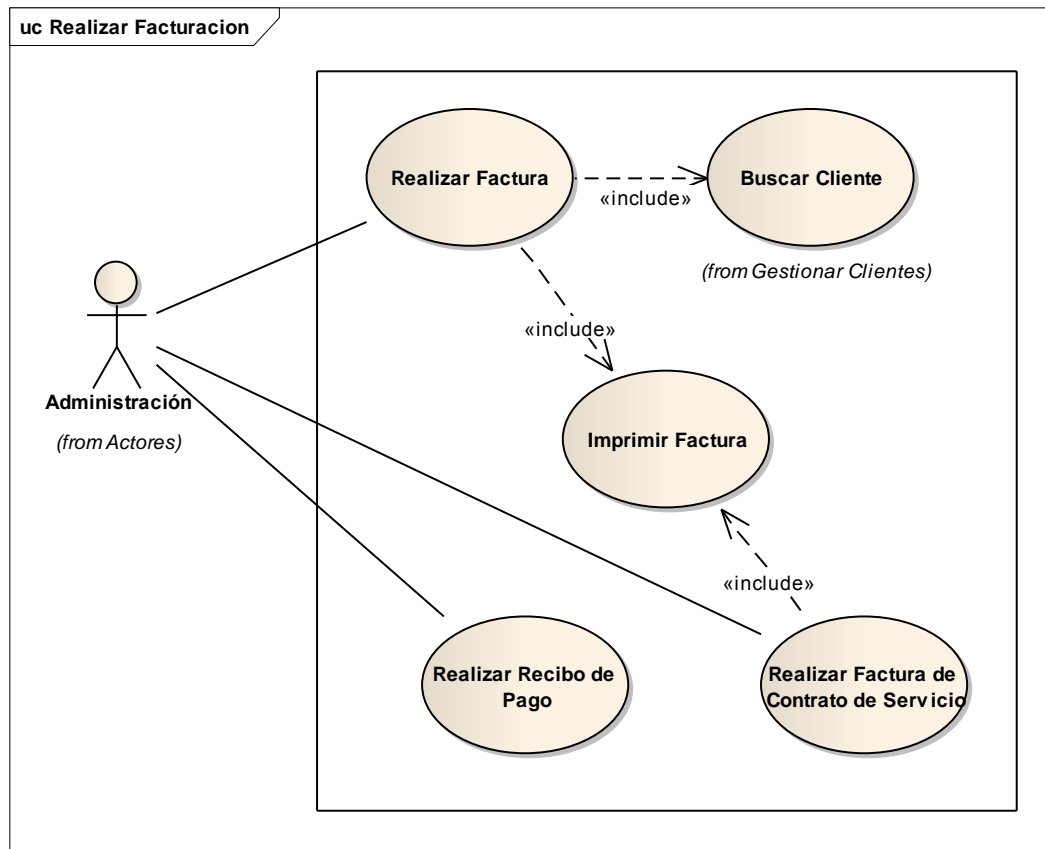 uc Realizar Facturacion
Realizar Factura
Buscar Cliente
«include»
(from Gestionar Clientes)
«include»
Administración
(from Actores)
Imprimir Factura
«include»
Realizar Recibo de
Pago
Realizar Factura de
Contrato de Servicio